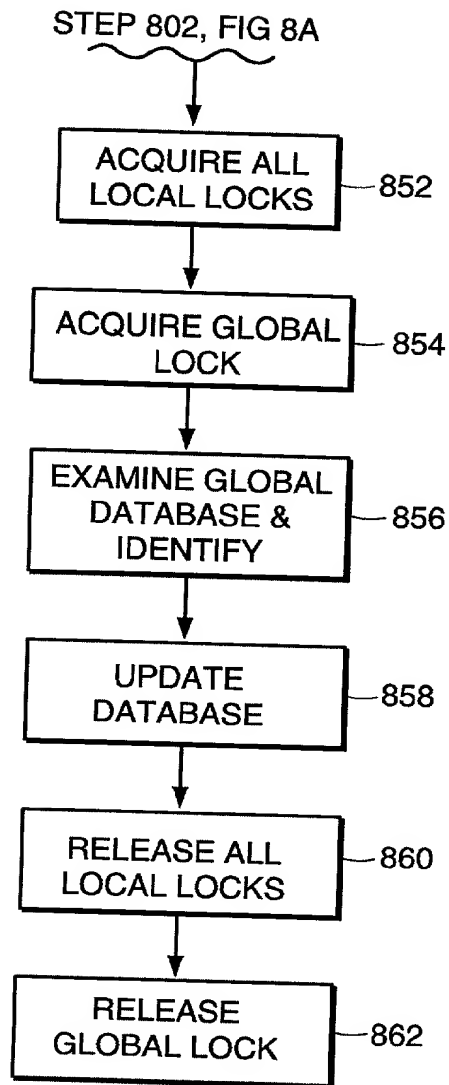 STEP 802, FIG 8A
ACQUIRE ALL
LOCAL LOCKS
852
ACQUIRE GLOBAL
LOCK
854
EXAMINE GLOBAL
DATABASE &
IDENTIFY
856
UPDATE
DATABASE
858
RELEASE ALL
LOCAL LOCKS
860
RELEASE
GLOBAL LOCK
862